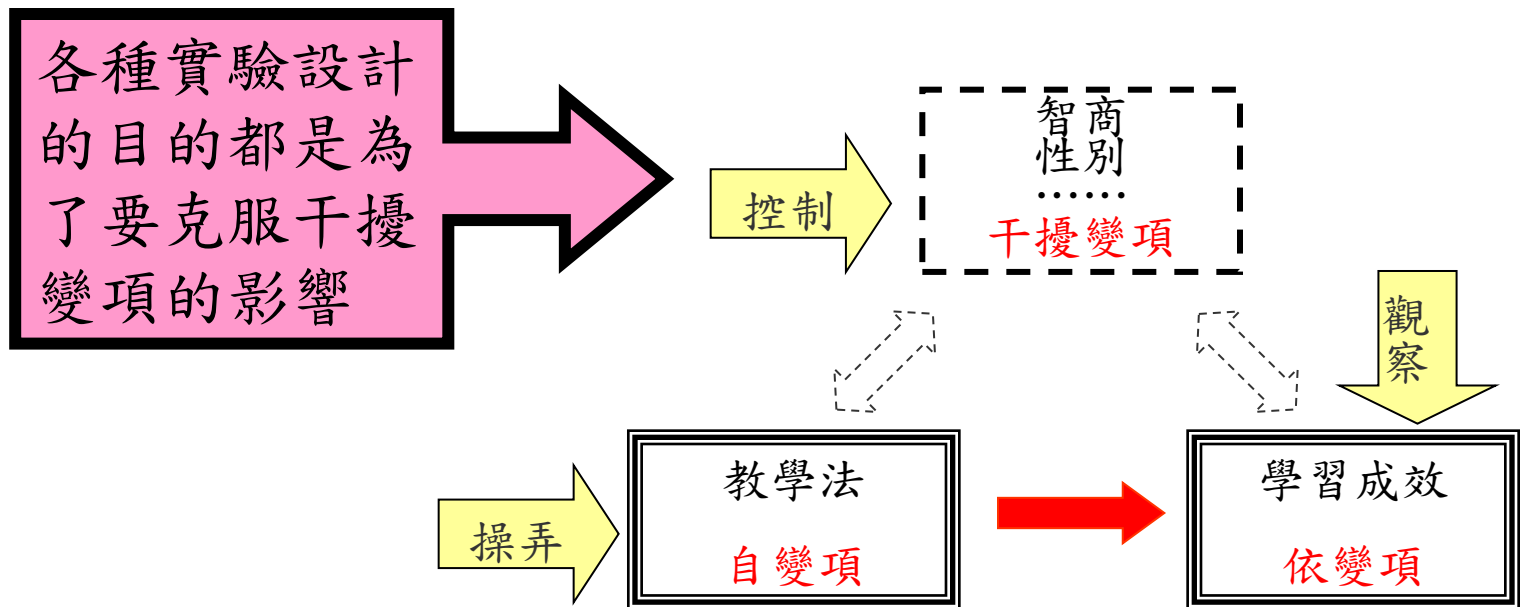 各種實驗設計
的目的都是為
了要克服干擾
變項的影響
控制
智商
性別
……
干擾變項
觀
察
操弄
教學法
自變項
學習成效
依變項